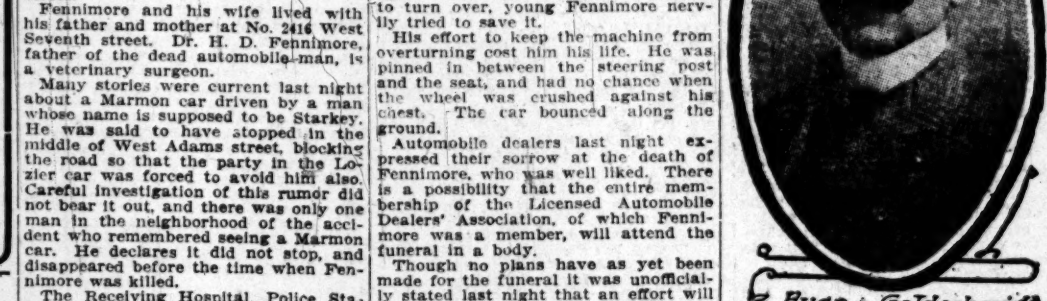 Fennimore and his wife lived with
his father and mother at No. 2416 West
Seventh street. Dr. H. D. Fennimore,
father of the dead automobile man, is
a veterinary surgeon.
Many stories were current last night
about a Marmon car driven by a man
whose name is supposed to be Starkey.
He was said to have stopped in the
middle of West Adams street, blocking
the road so that the party in the Lo-
zier car was forced to avoid him also.
Careful investigation of this rumor did
not bear it out, and there was only one
man in the neighborhood of the acci-
dent who remembered seeing a Marmon
car. He declares it did not stop, and
disappeared before the time when Fen-
nimore was killed.
The Receiving Hospital Police Sta-
to turn over, young Fennimore nerv-
ily tried to save it.
His effort to keep the machine from
overturning cost him his life. He was
pinned in between the steering post
and the seat, and had no chance when
the wheel was crushed against his
chest. The car bounced along the
ground.
Automobile dealers last night ex-
pressed their sorrow at the death of
Fennimore, who was well liked. There
is a possibility that the entire mem-
bership of the Licensed Automobile
Dealers' Association, of which Fenni-
more was a member, will attend the
funeral in a body.
Though no plans have as yet been
made for the funeral it was unofficial-
ly stated last night that an effort will